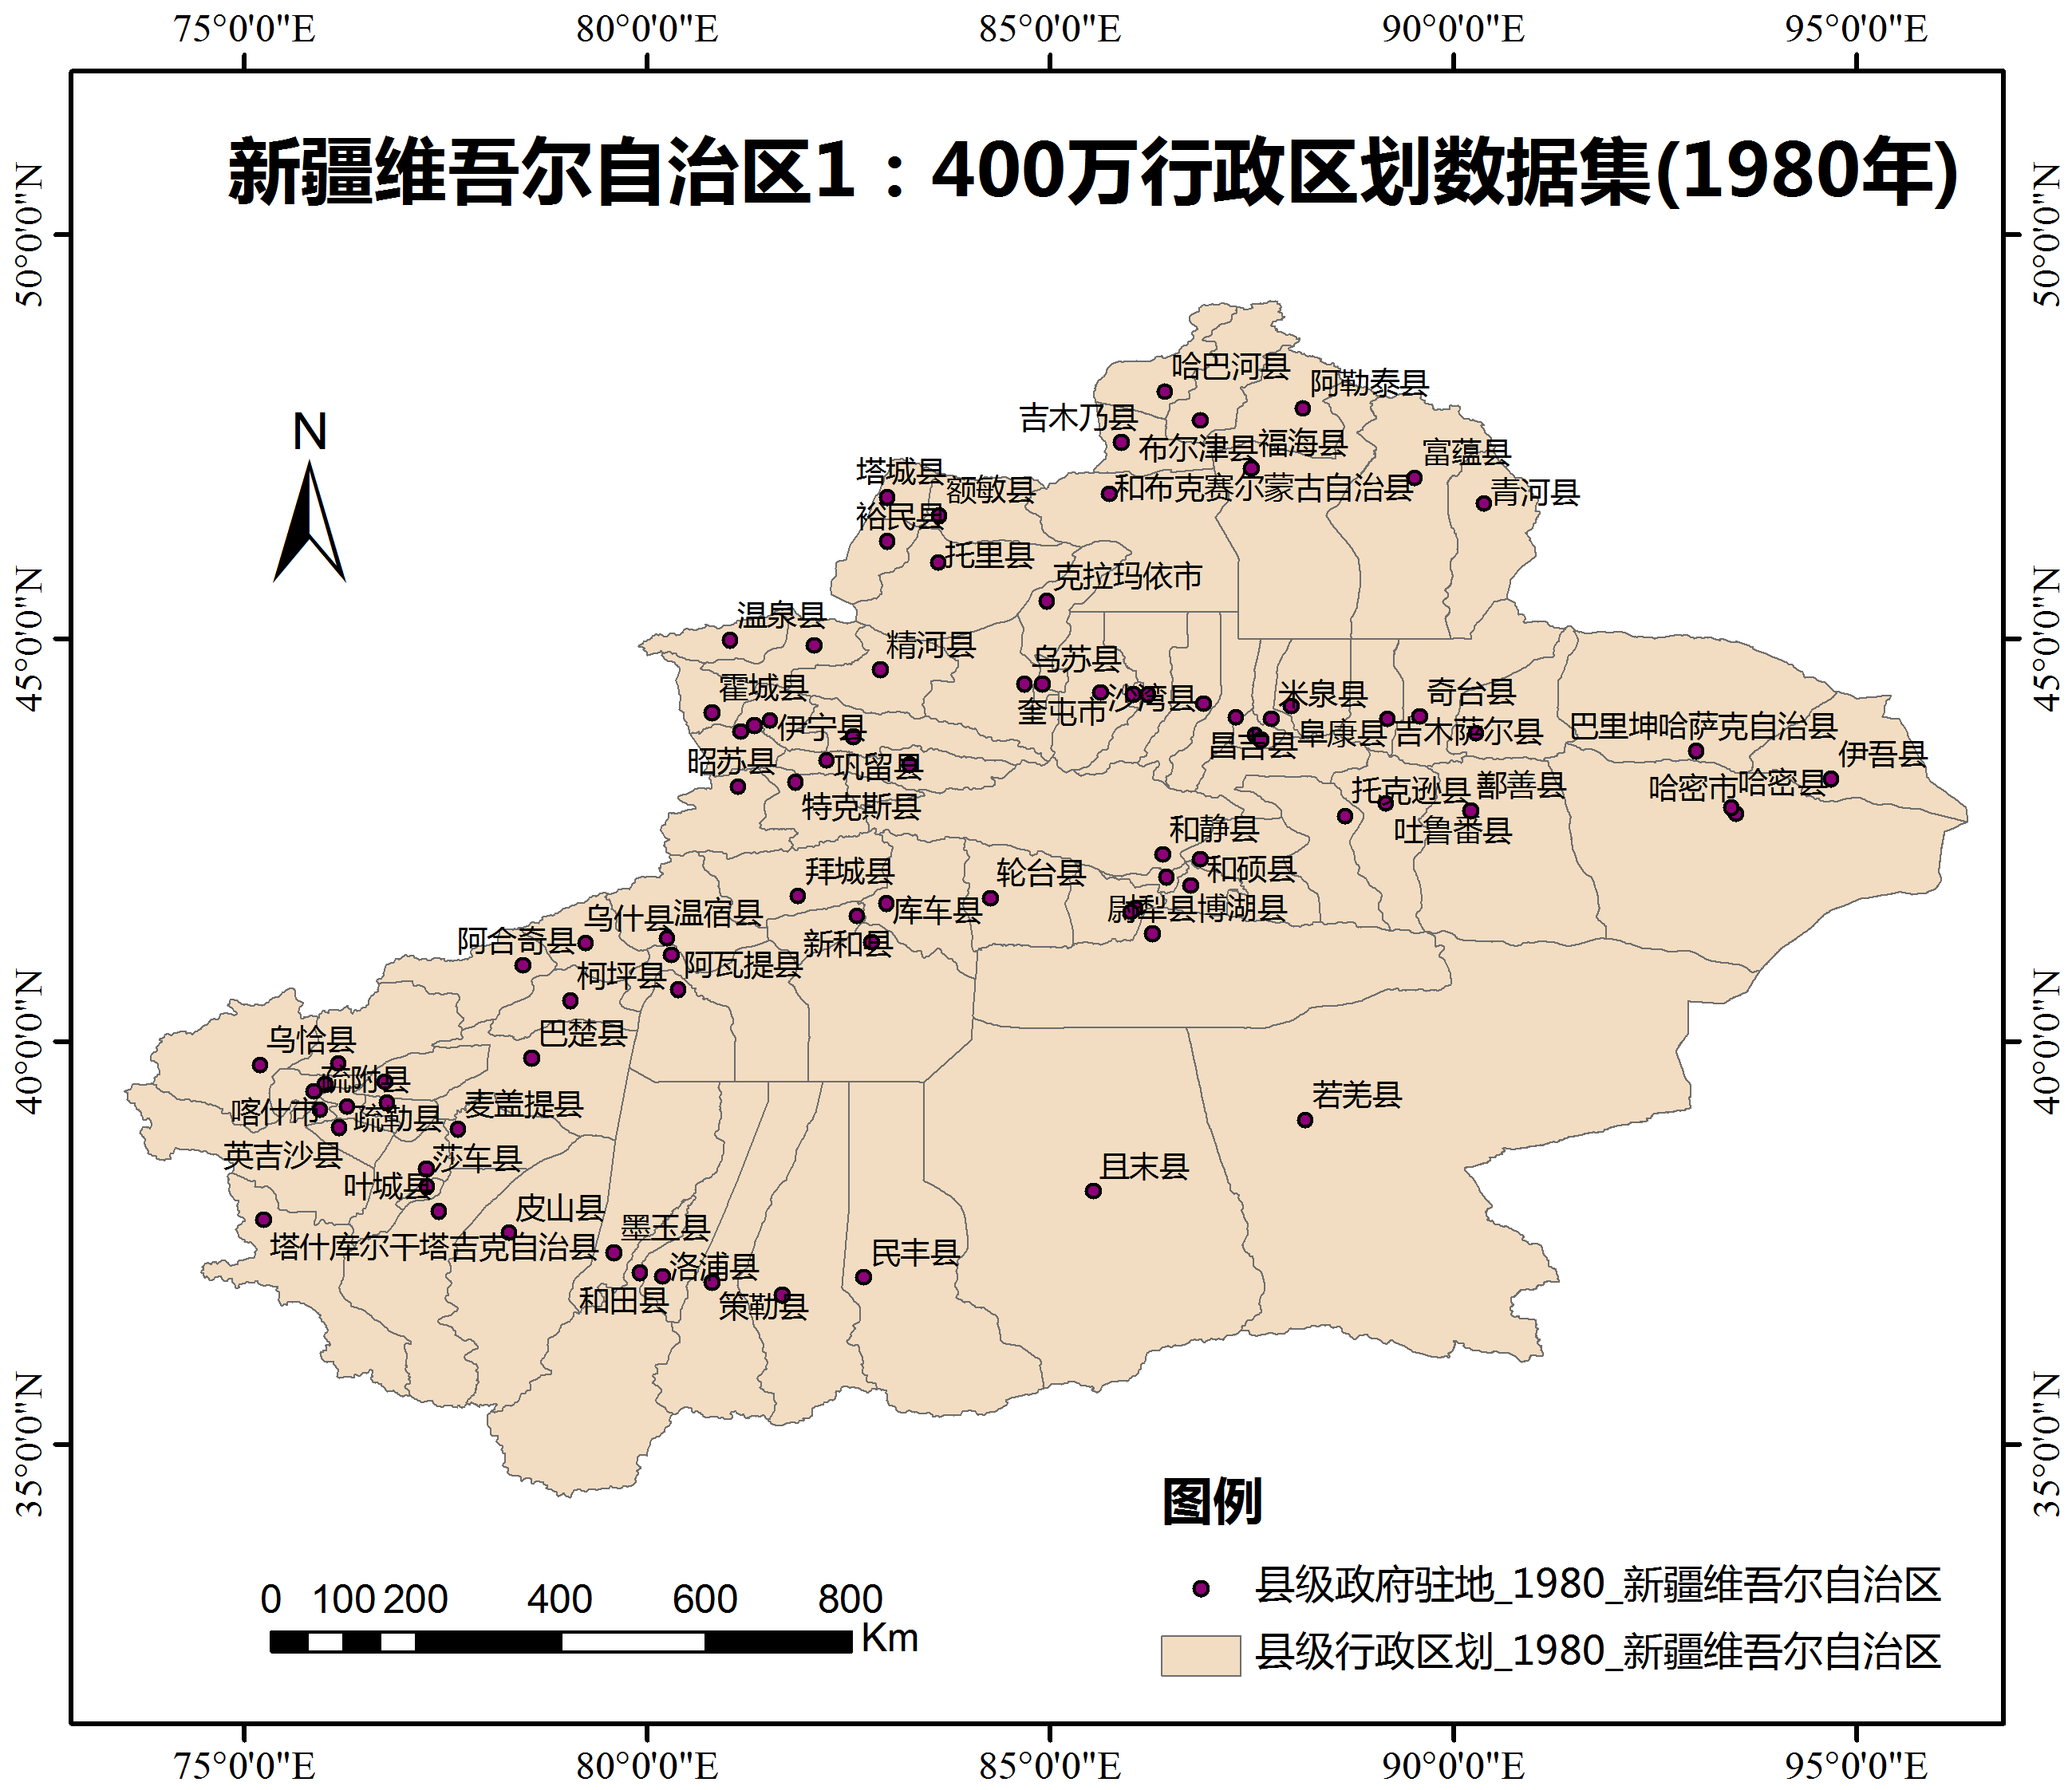 75°0'0"E 80°0'0"E 85°0'0"E 90°0'0"E 95°0'0"E
新疆维吾尔自治区1：400万行政区划数据集(1980年)
50°0'0"N 50°0'0"N
哈巴河县
阿勒泰县
吉木乃县
布尔津县
福海县
富蕴县
N
塔城县
额敏县
和布克赛尔蒙古自治县
青河县
裕民县
托里县
克拉玛依市
45°0'0"N 45°0'0"N
温泉县
精河县
乌苏县
霍城县
奎屯市
沙湾县
米泉县
奇台县
伊宁县
昌吉县
阜康县
吉木萨尔县
巴里坤哈萨克自治县
伊吾县
昭苏县
巩留县
特克斯县
托克逊县
鄯善县
哈密市
哈密县
吐鲁番县
和静县
拜城县
轮台县
和硕县
乌什县
温宿县
库车县
尉犁县
博湖县
阿合奇县
新和县
柯坪县
阿瓦提县
40°0'0"N 40°0'0"N
乌恰县
巴楚县
疏附县
喀什市
疏勒县
麦盖提县
若羌县
英吉沙县
莎车县
且末县
叶城县
皮山县
墨玉县
塔什库尔干塔吉克自治县
洛浦县
民丰县
和田县
策勒县
35°0'0"N 35°0'0"N
图例
县级政府驻地_1980_新疆维吾尔自治区
县级行政区划_1980_新疆维吾尔自治区
0 100 200 400 600 800
Km
75°0'0"E 80°0'0"E 85°0'0"E 90°0'0"E 95°0'0"E